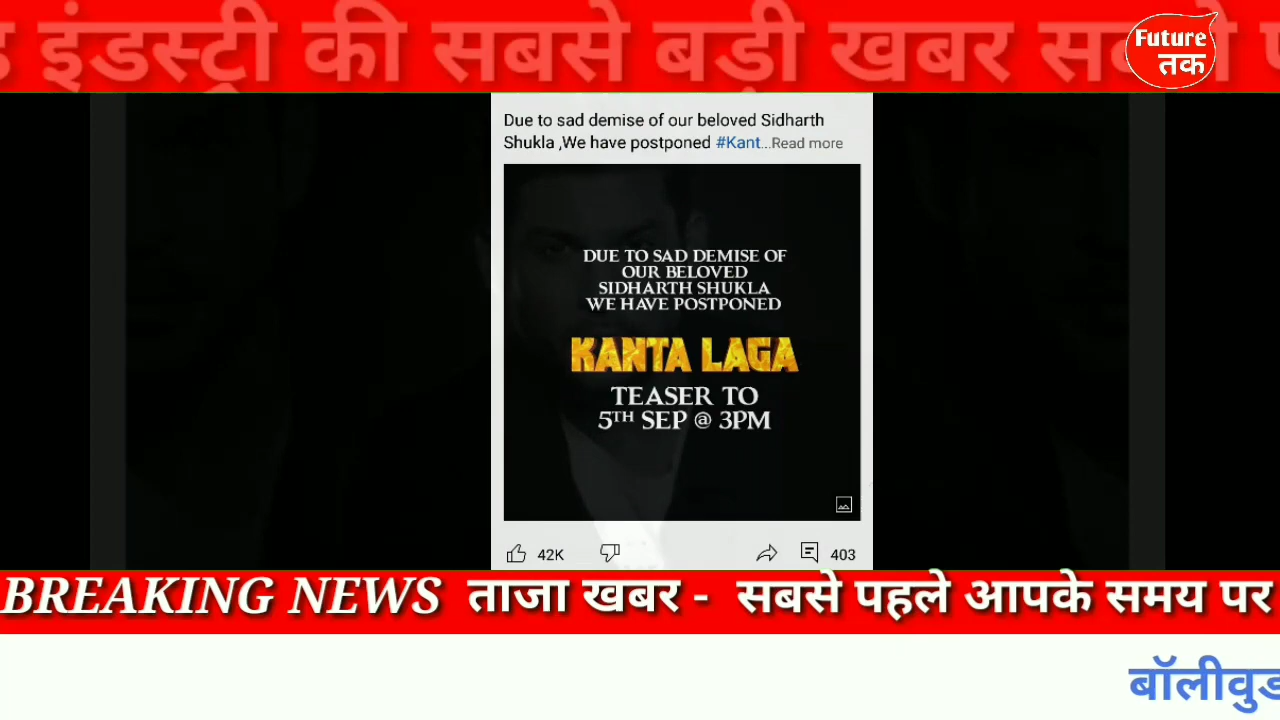 इंडस्ट्री की सबसे बड़ी खबर
Future
तक
Due to sad demise of our beloved Sidharth
Shukla ,We have postponed #Kant...Read more
DUE TO SAD DEMISE OF
OUR BELOVED
SIDHARTH SHUKLA
WE HAVE POSTPONED
KANTA LAGA
TEASER TO
5TH SEP @ 3PM
42K
403
BREAKING NEWS ताजा खबर - सबसे पहले आपके समय पर
बॉलीवुड